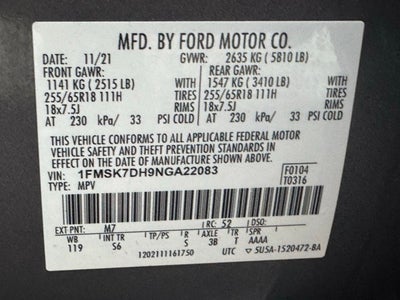 MFD. BY FORD MOTOR CO.
DATE: 11/21 GVWR: 2635 KG ( 5810 LB)
FRONT GAWR: REAR GAWR:
1141 KG ( 2515 LB) 1547 KG ( 3410 LB)
255/65R18 111H TIRES 255/65R18 111H TIRES
18x7.5J RIMS 18x7.5J RIMS
AT 230 kPa/ 33 PSI COLD AT 230 kPa/ 33 PSI COLD
THIS VEHICLE CONFORMS TO ALL APPLICABLE FEDERAL MOTOR
VEHICLE SAFETY AND THEFT PREVENTION STANDARDS IN EFFECT
ON THE DATE OF MANUFACTURE SHOWN ABOVE.
VIN: 1FMSK7DH9NGA22083 F0104
TYPE: MPV T0316
EXT PNT: M7 RC: 52 DSO:
WB INT TR TP/PS R AXLE TR SPR
119 S6 S 3B T AAAA
1202111161750 UTC 5U5A-1520472-BA